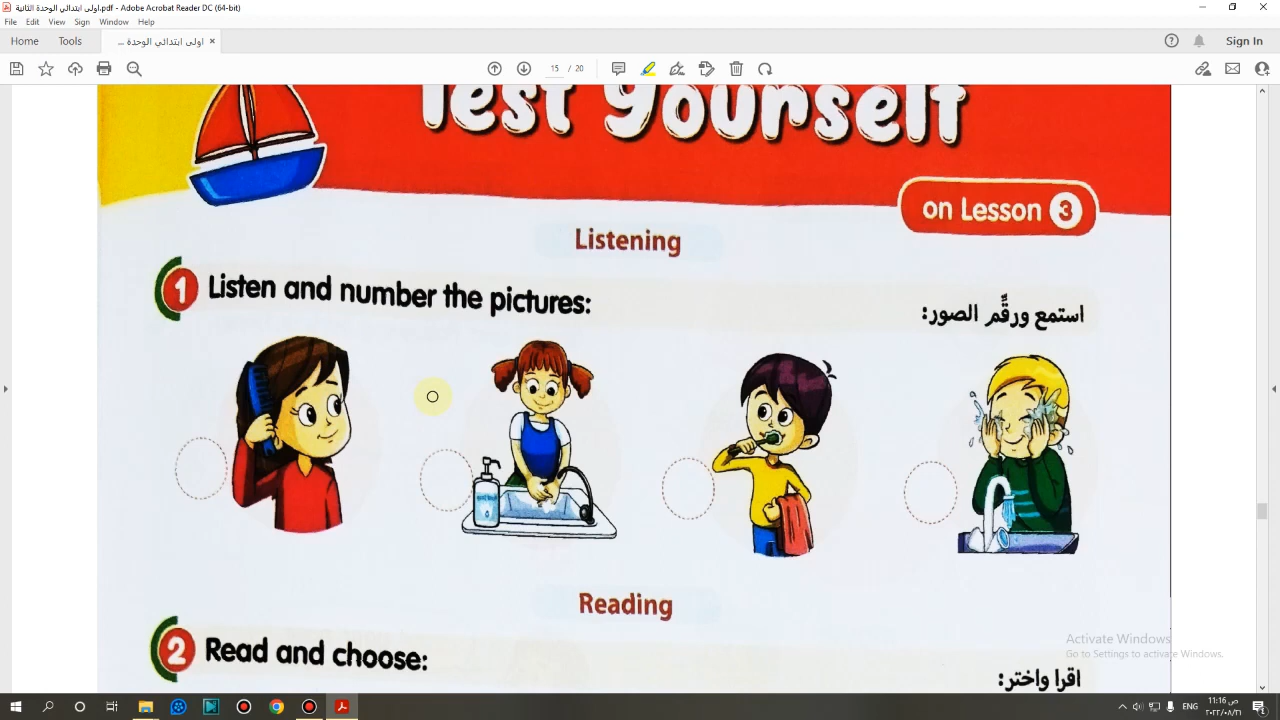 اولى ابتدائي الوحدة الثانية.pdf - Adobe Acrobat Reader DC (64-bit)
File Edit View Sign Window Help
Home Tools اولى ابتدائي الوحدة ... Sign In
15 / 20
Test Yourself
on Lesson 3
Listening
1 Listen and number the pictures:
استمع ورقِّم الصور:
Reading
2 Read and choose:
اقرا واختر:
Activate Windows
Go to Settings to activate Windows.
ENG
11:16 ص
٢٠٢٢/٠٨/٣١